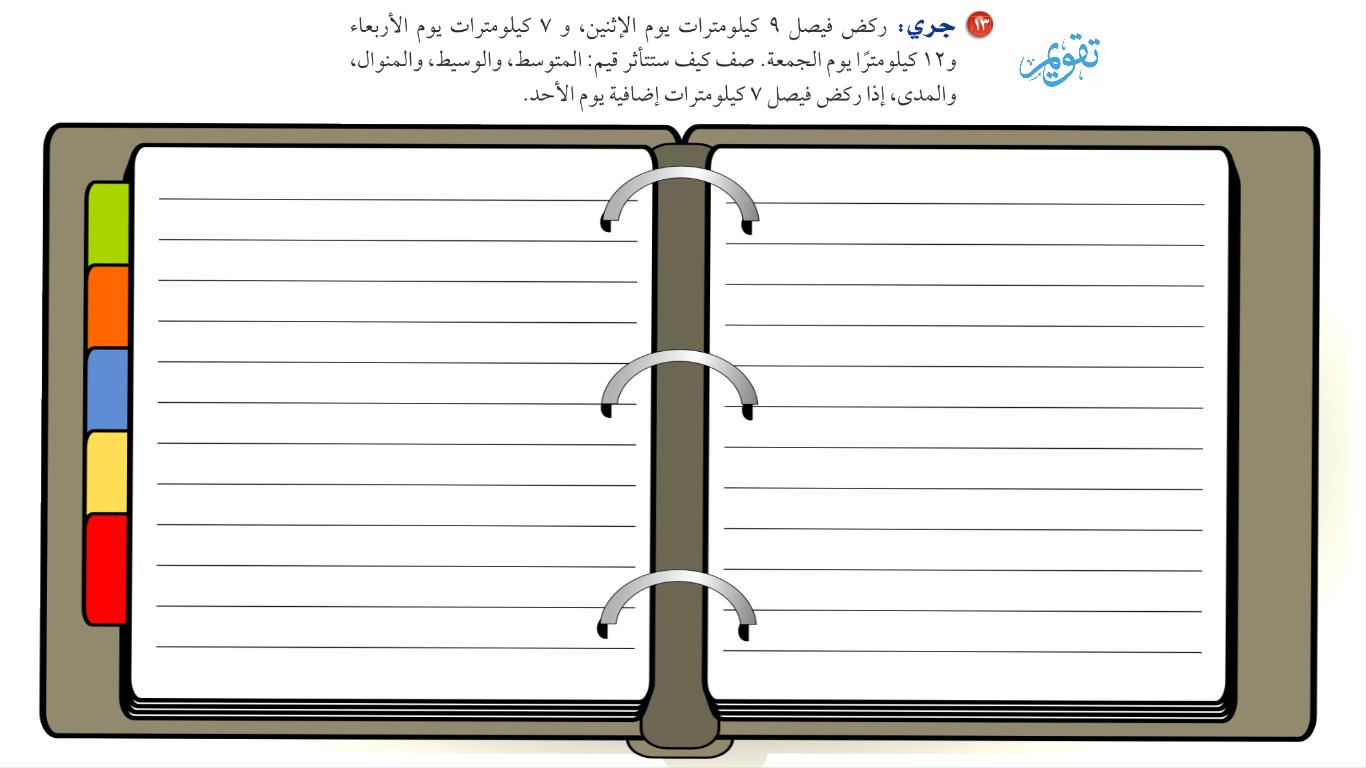 تقويم
١٣ جري: ركض فيصل ٩ كيلومترات يوم الإثنين، و ٧ كيلومترات يوم الأربعاء
و١٢ كيلومترًا يوم الجمعة. صف كيف ستتأثر قيم: المتوسط، والوسيط، والمنوال،
والمدى، إذا ركض فيصل ٧ كيلومترات إضافية يوم الأحد.